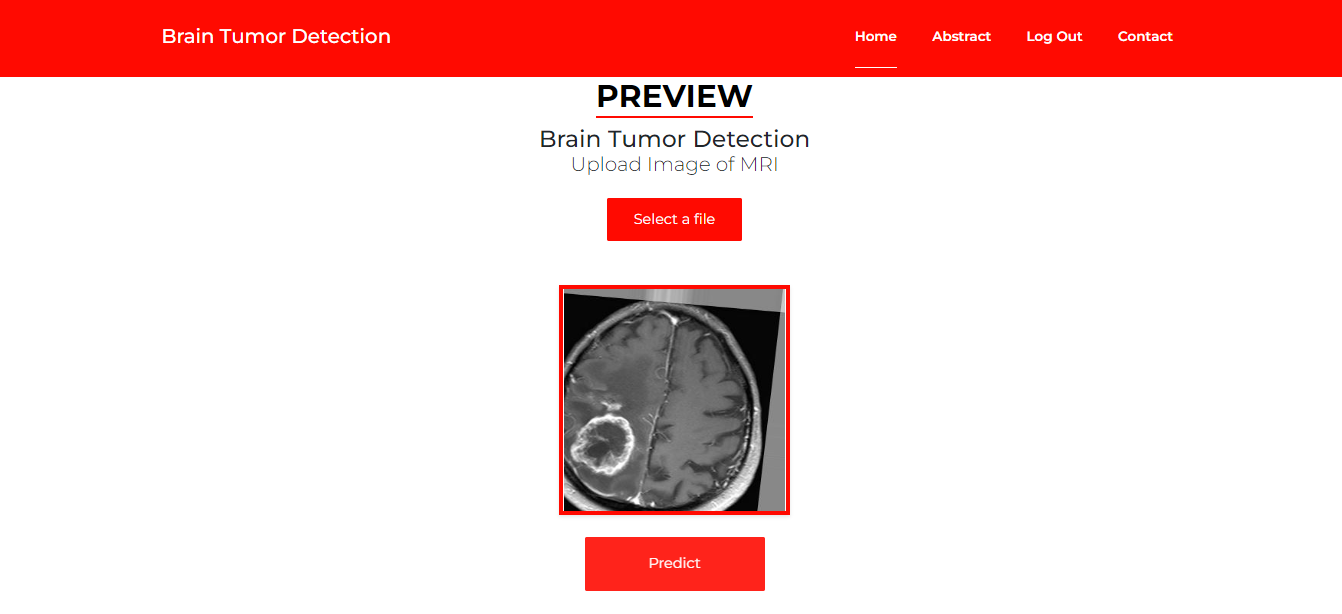 Brain Tumor Detection
Home Abstract Log Out Contact
PREVIEW
Brain Tumor Detection
Upload Image of MRI
Select a file
Predict